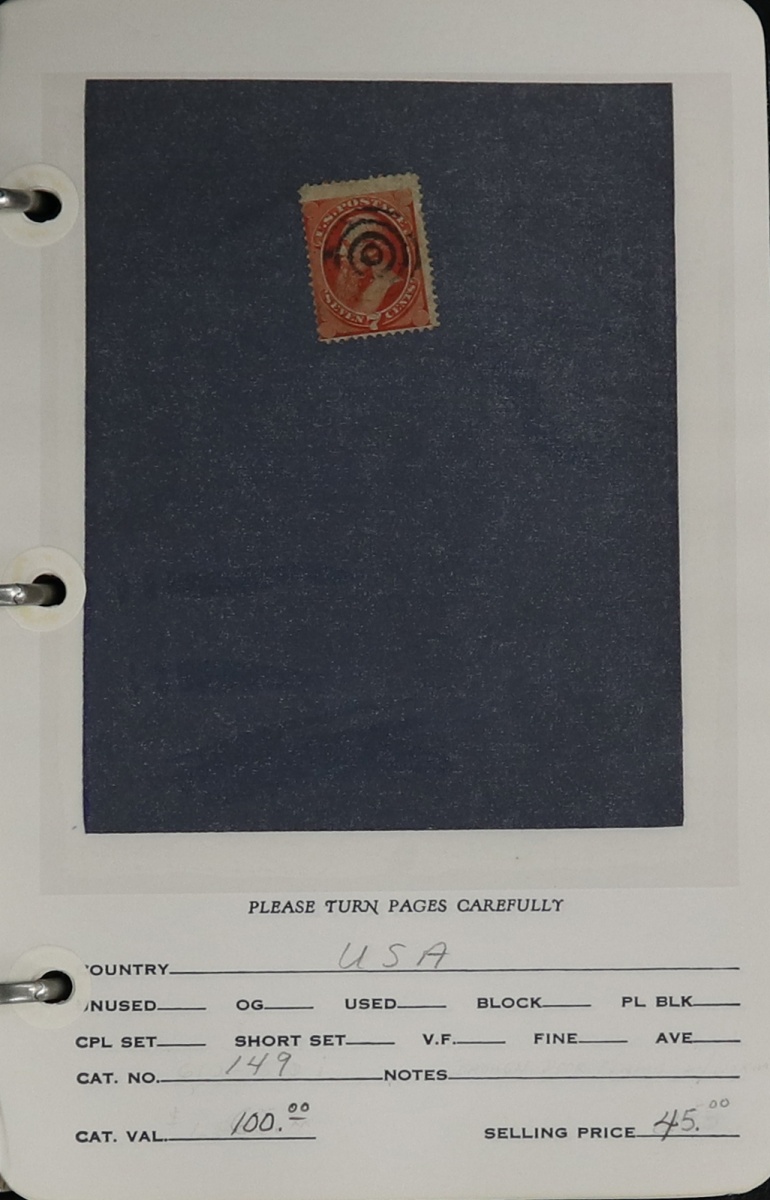 U.S. POSTAGE
SEVEN 7 CENTS
PLEASE TURN PAGES CAREFULLY
OUNTRY USA
NUSED OG USED BLOCK PL BLK
CPL SET SHORT SET V.F. FINE AVE
CAT. NO. 149 NOTES
CAT. VAL. 100.00 SELLING PRICE 45.00